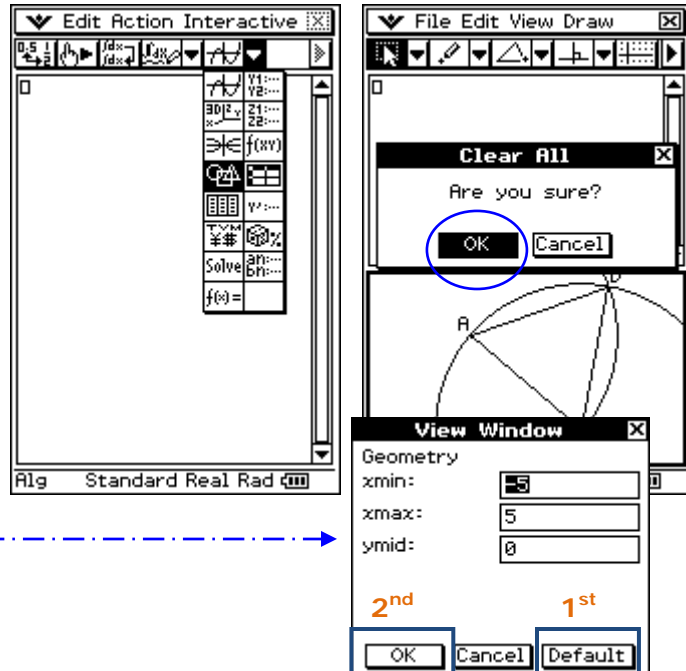 Edit Action Interactive
Y1:···
Y2:···
Z1:···
Z2:···
f(xy)
Solve
an:···
bn:···
f(x)=
Alg Standard Real Rad
File Edit View Draw
Clear All
Are you sure?
OK Cancel
A
View Window
Geometry
xmin: -5
xmax: 5
ymid: 0
2nd 1st
OK Cancel Default